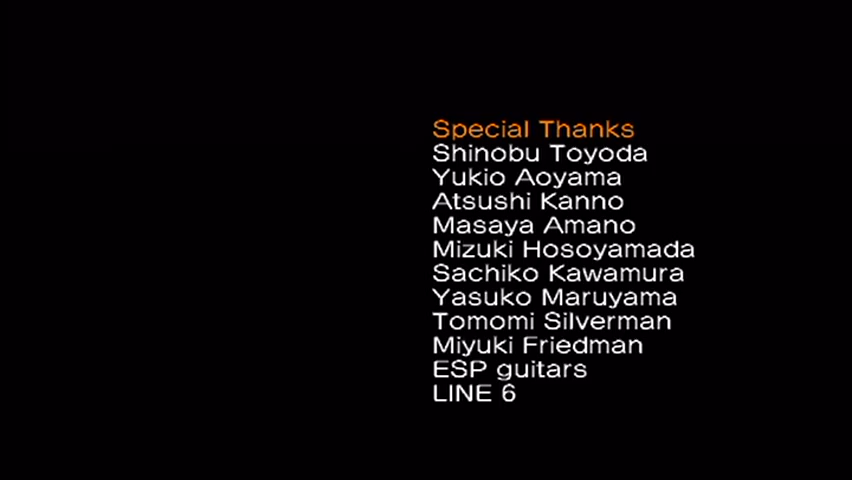 Special Thanks
Shinobu Toyoda
Yukio Aoyama
Atsushi Kanno
Masaya Amano
Mizuki Hosoyamada
Sachiko Kawamura
Yasuko Maruyama
Tomomi Silverman
Miyuki Friedman
ESP guitars
LINE 6